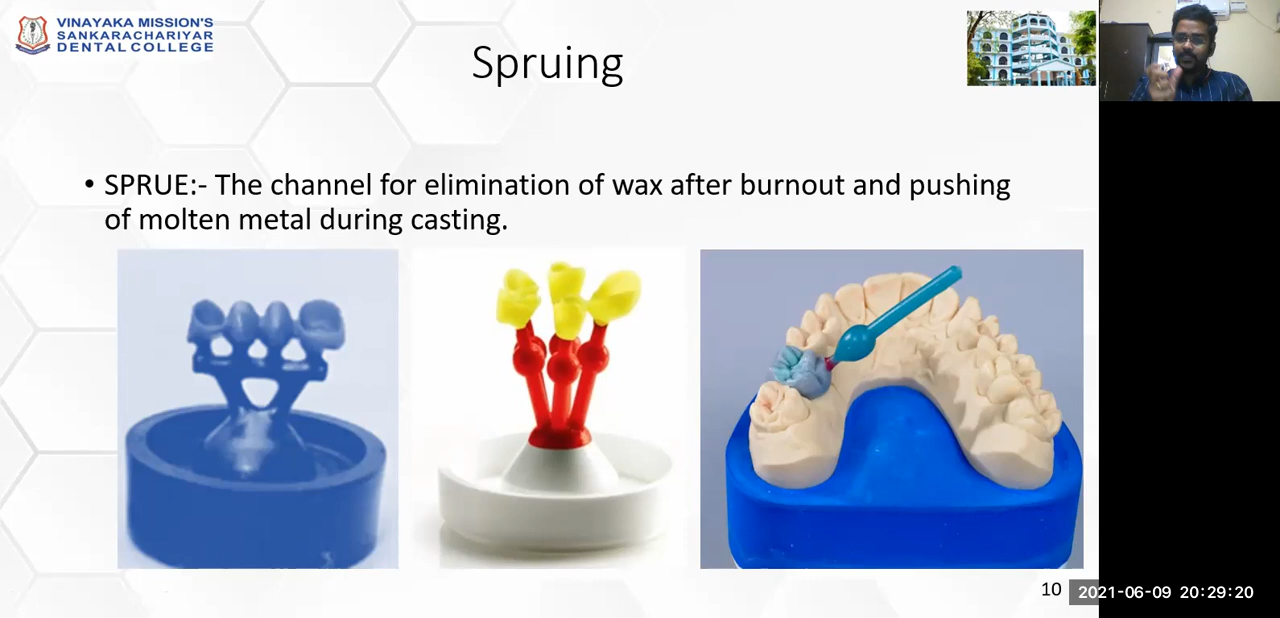 VINAYAKA MISSION'S
SANKARACHARIYAR
DENTAL COLLEGE
Spruing
• SPRUE:- The channel for elimination of wax after burnout and pushing
of molten metal during casting.
10
2021-06-09 20:29:20